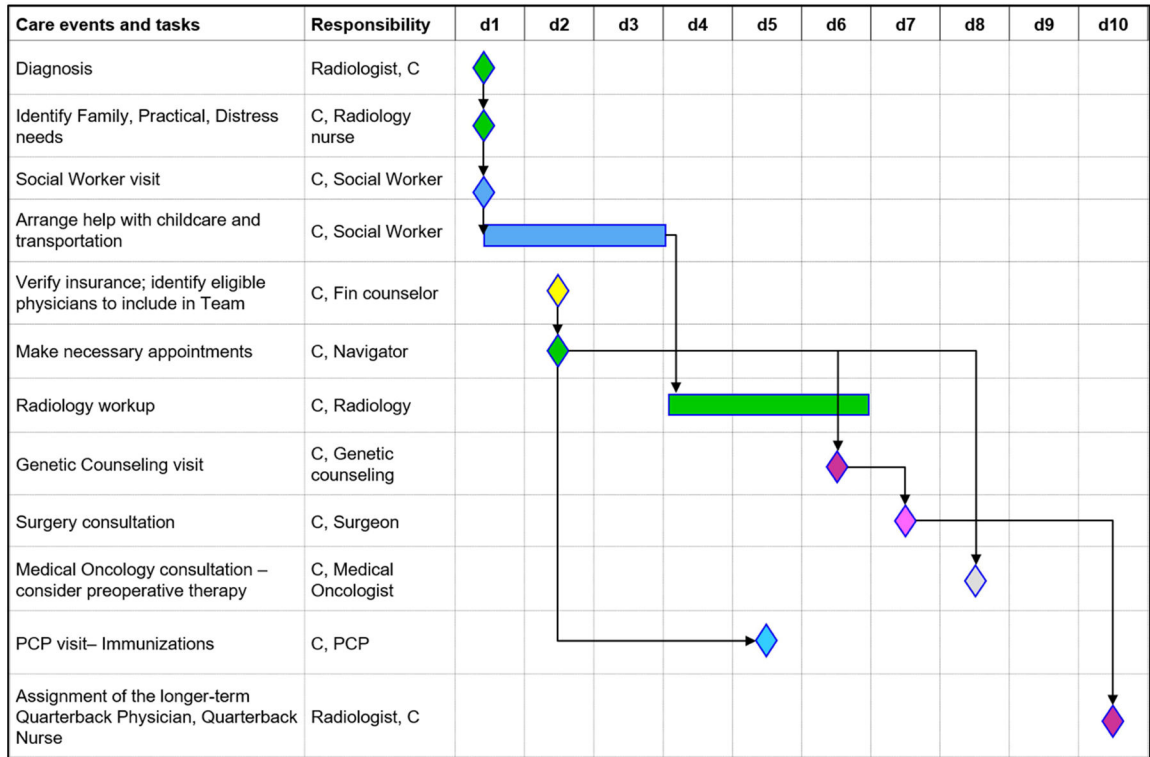 Care events and tasks Responsibility d1 d2 d3 d4 d5 d6 d7 d8 d9 d10
Diagnosis Radiologist, C
Identify Family, Practical, Distress
needs
C, Radiology
nurse
Social Worker visit C, Social Worker
Arrange help with childcare and
transportation
C, Social Worker
Verify insurance; identify eligible
physicians to include in Team
C, Fin counselor
Make necessary appointments C, Navigator
Radiology workup C, Radiology
Genetic Counseling visit
C, Genetic
counseling
Surgery consultation C, Surgeon
Medical Oncology consultation –
consider preoperative therapy
C, Medical
Oncologist
PCP visit– Immunizations C, PCP
Assignment of the longer-term
Quarterback Physician, Quarterback
Nurse
Radiologist, C